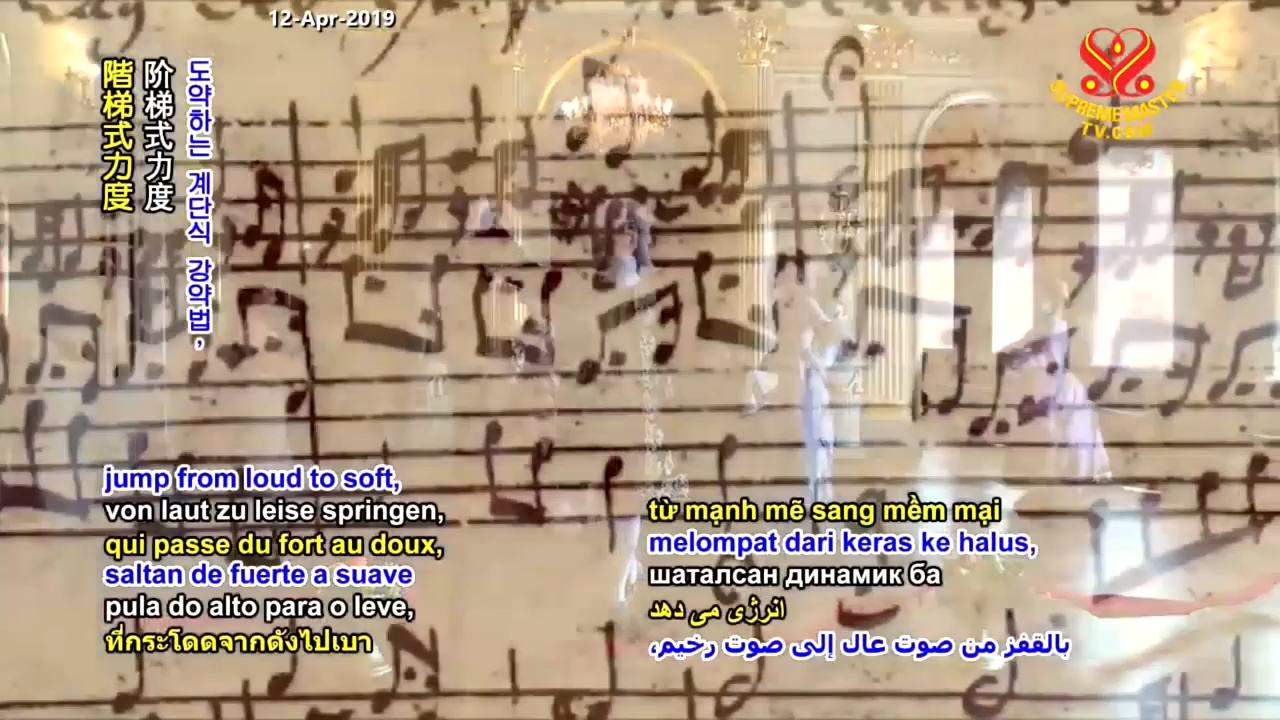 12-Apr-2019
SUPREME MASTER
TV.COM
階梯式力度
阶梯式力度
도약하는 계단식 강약법,
jump from loud to soft,
von laut zu leise springen,
qui passe du fort au doux,
saltan de fuerte a suave
pula do alto para o leve,
ที่กระโดดจากดังไปเบา
từ mạnh mẽ sang mềm mại
melompat dari keras ke halus,
шаталсан динамик ба
انرژی می دهد
بالقفز من صوت عال إلى صوت رخيم،